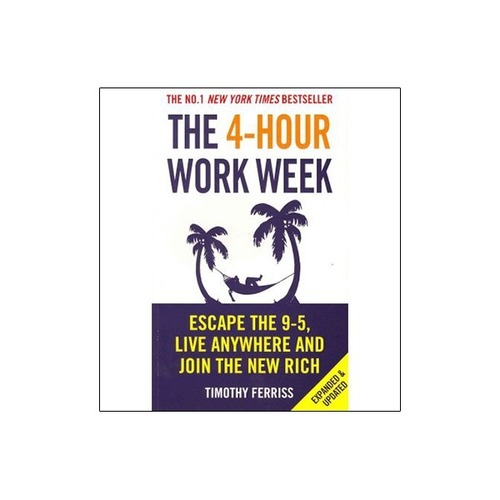 THE NO.1 NEW YORK TIMES BESTSELLER
THE 4-HOUR
WORK WEEK
ESCAPE THE 9-5,
LIVE ANYWHERE AND
JOIN THE NEW RICH
TIMOTHY FERRISS
EXPANDED &
UPDATED